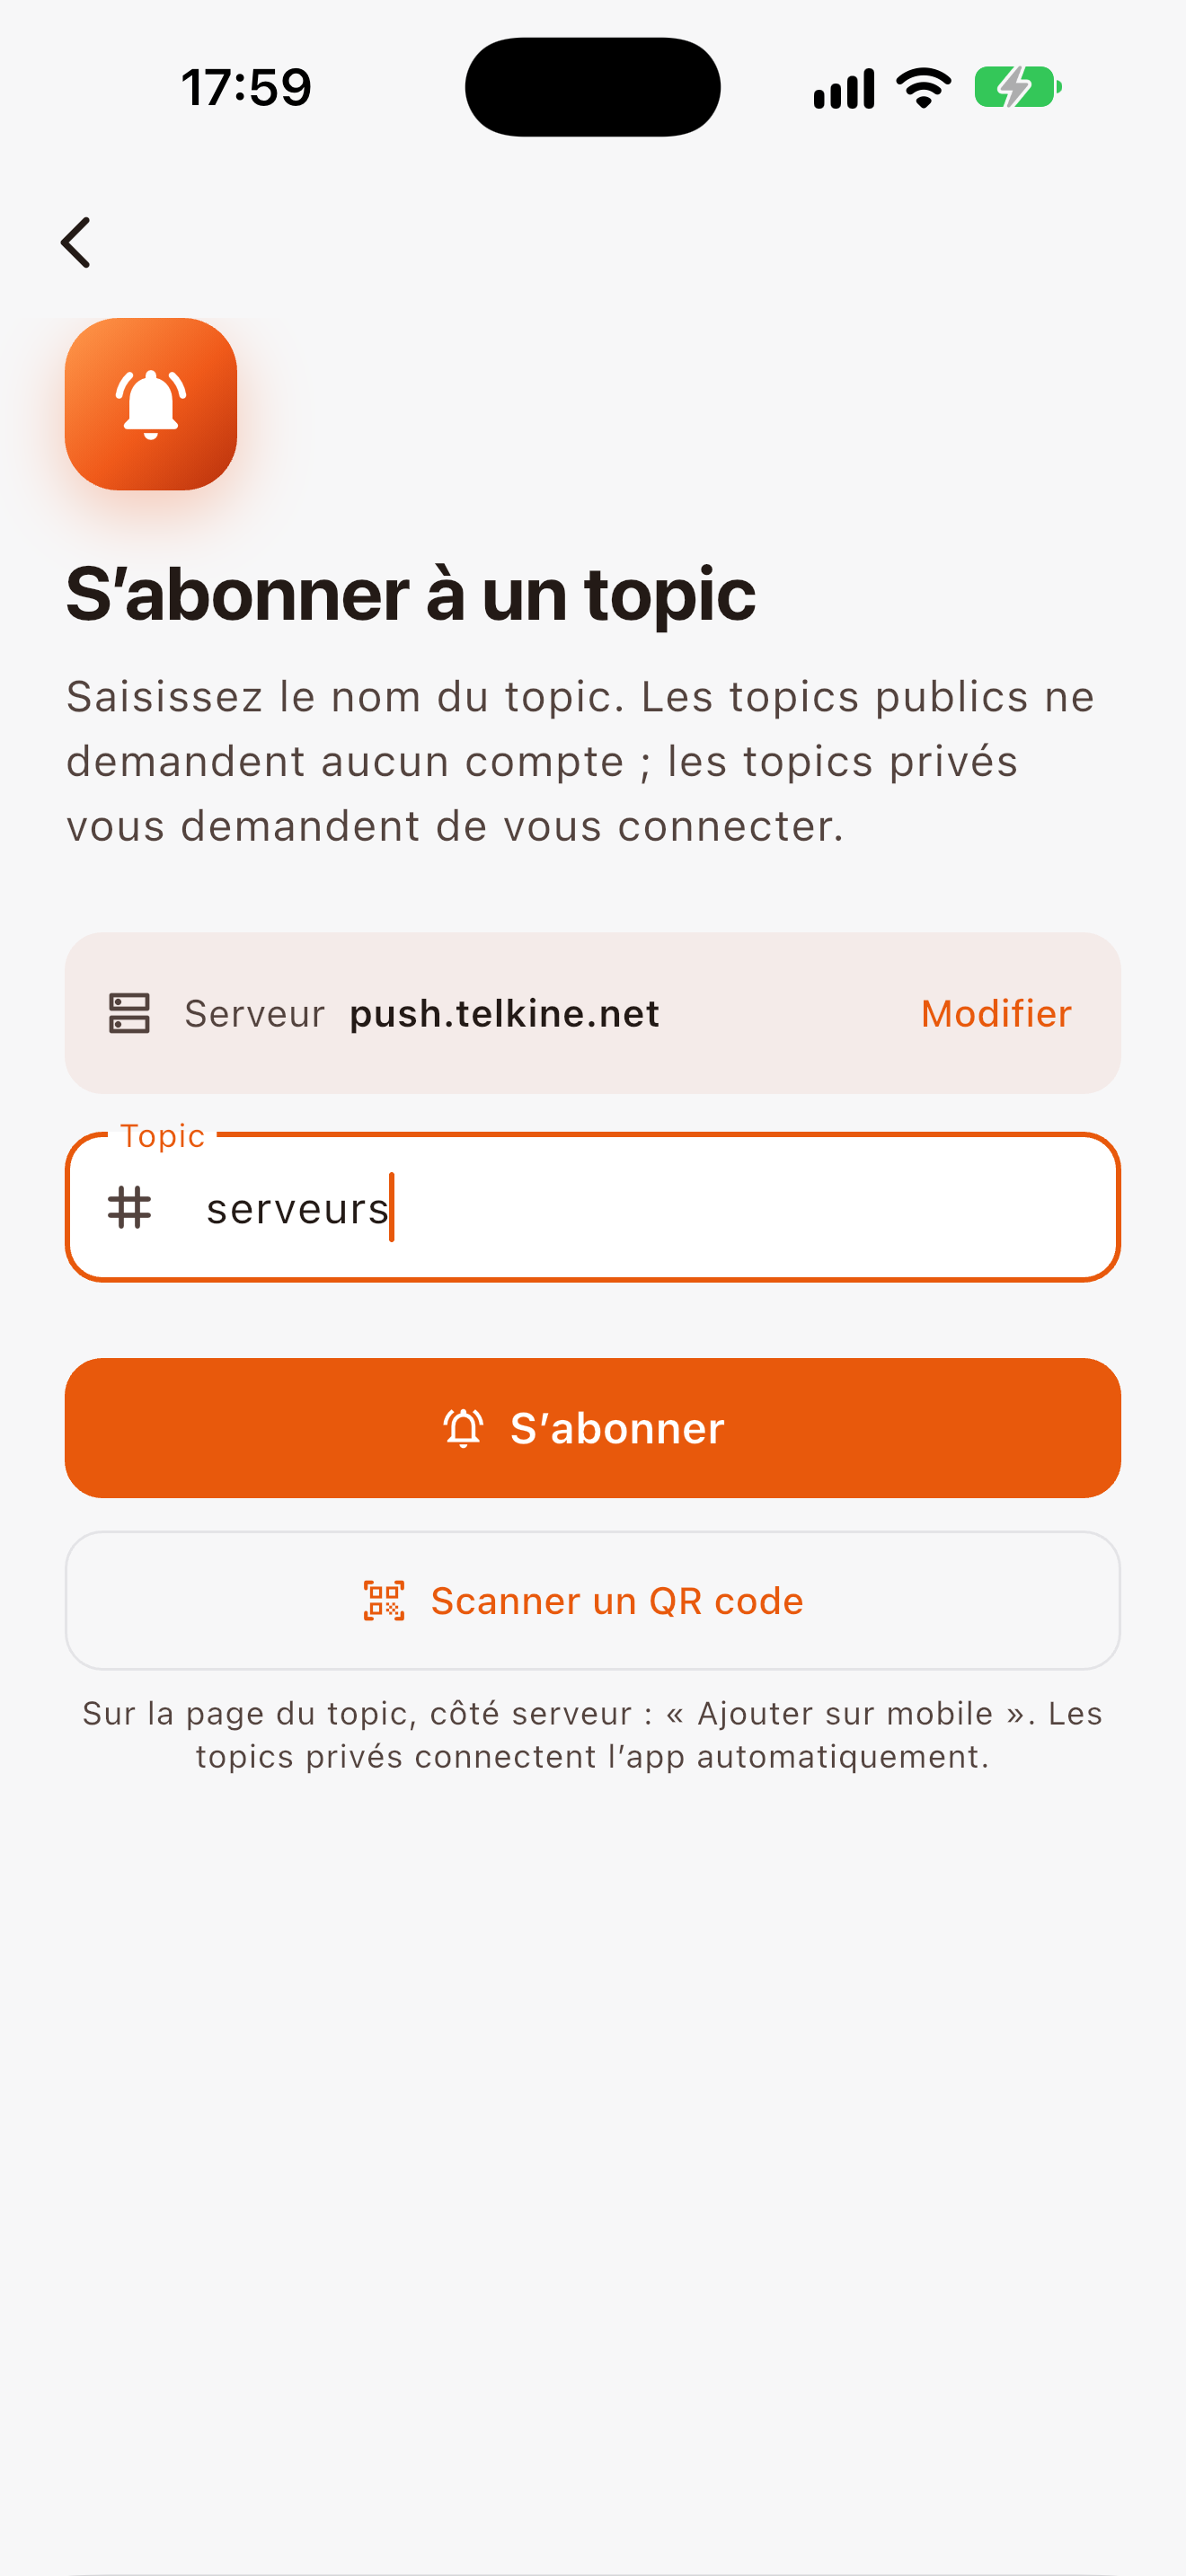 17:59
S’abonner à un topic
Saisissez le nom du topic. Les topics publics ne
demandent aucun compte ; les topics privés
vous demandent de vous connecter.
Serveur push.telkine.net Modifier
Topic
serveurs
S’abonner
Scanner un QR code
Sur la page du topic, côté serveur : « Ajouter sur mobile ». Les
topics privés connectent l’app automatiquement.